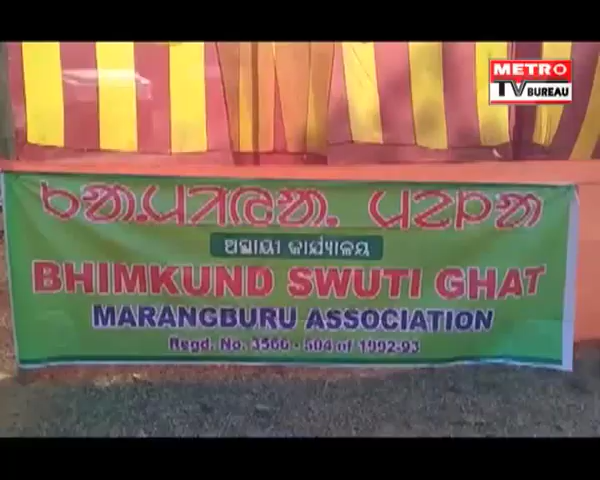 METRO
TV BUREAU
ଅସ୍ଥାୟୀ କାର୍ଯ୍ୟାଳୟ
BHIMKUND SWUTI GHAT
MARANGBURU ASSOCIATION
Regd. No. 3566 - 504 of 1992-93